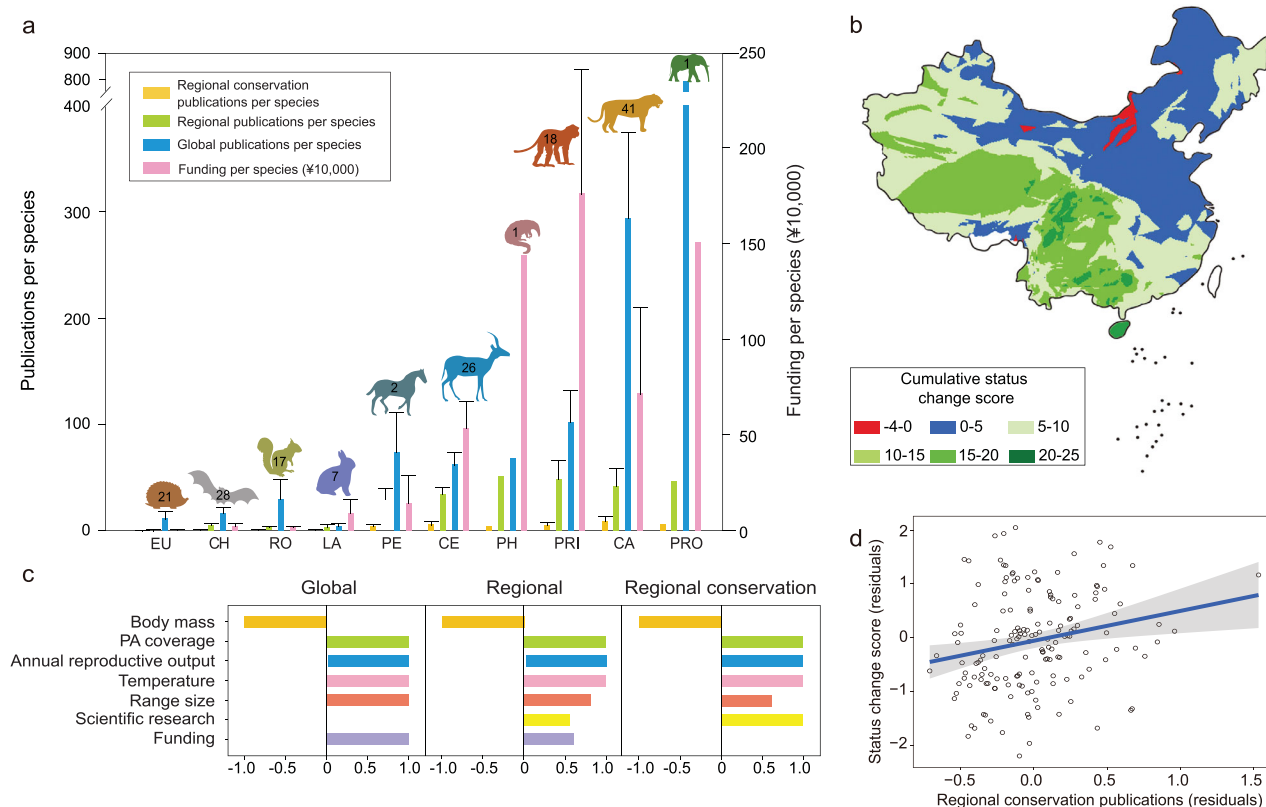 a
900
800
400
300
200
100
0
Publications per species
Regional conservation
publications per species
Regional publications per species
Global publications per species
Funding per species (¥10,000)
21
28
17
7
2
26
1
18
41
1
EU CH RO LA PE CE PH PRI CA PRO
250
200
150
100
50
0
Funding per species (¥10,000)
b
Cumulative status
change score
-4-0 0-5 5-10
10-15 15-20 20-25
c
Global Regional Regional conservation
Body mass
PA coverage
Annual reproductive output
Temperature
Range size
Scientific research
Funding
-1.0 -0.5 0 0.5 1.0 -1.0 -0.5 0 0.5 1.0 -1.0 -0.5 0 0.5 1.0
d
2
1
0
−1
−2
Status change score (residuals)
−0.5 0.0 0.5 1.0 1.5
Regional conservation publications (residuals)